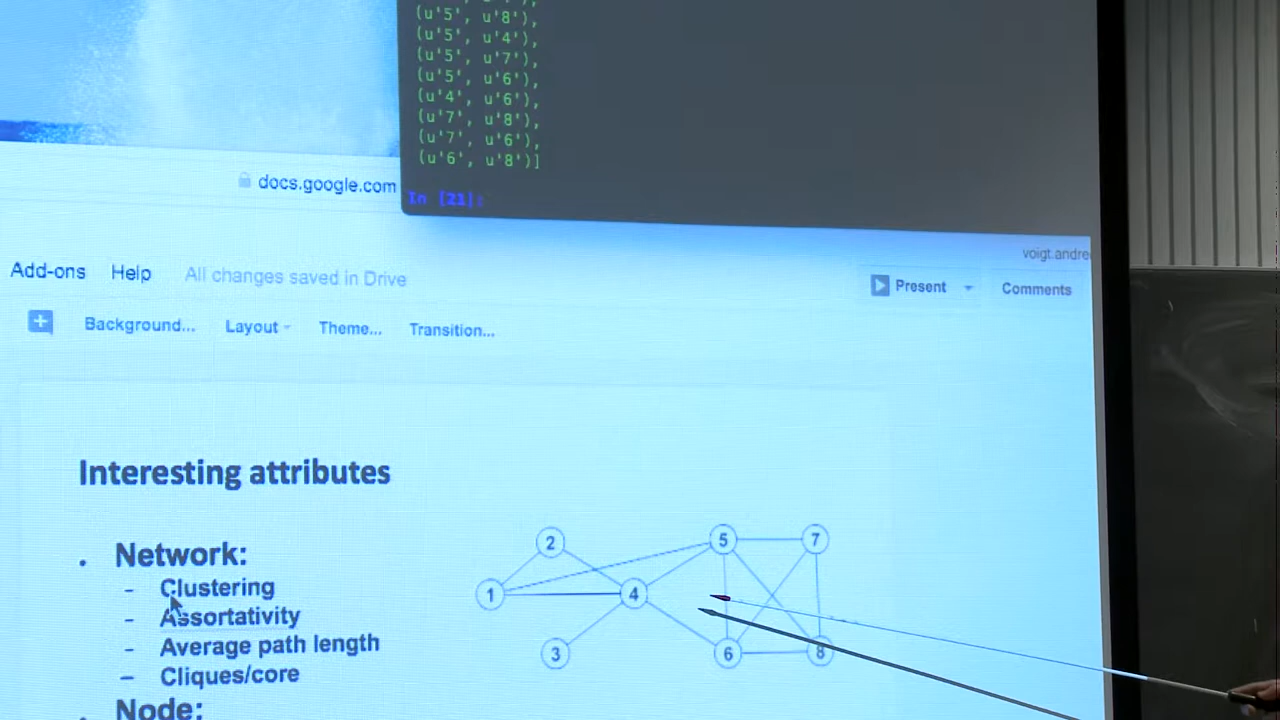 (u'5', u'8'),
(u'5', u'4'),
(u'5', u'7'),
(u'5', u'6'),
(u'4', u'6'),
(u'7', u'8'),
(u'7', u'6'),
(u'6', u'8')]
In [21]:
docs.google.com
voigt.andre
Add-ons Help All changes saved in Drive
Present Comments
Background... Layout Theme... Transition...
Interesting attributes
. Network:
- Clustering
- Assortativity
- Average path length
– Cliques/core
. Node:
2 5 7
1 4
3 6 8